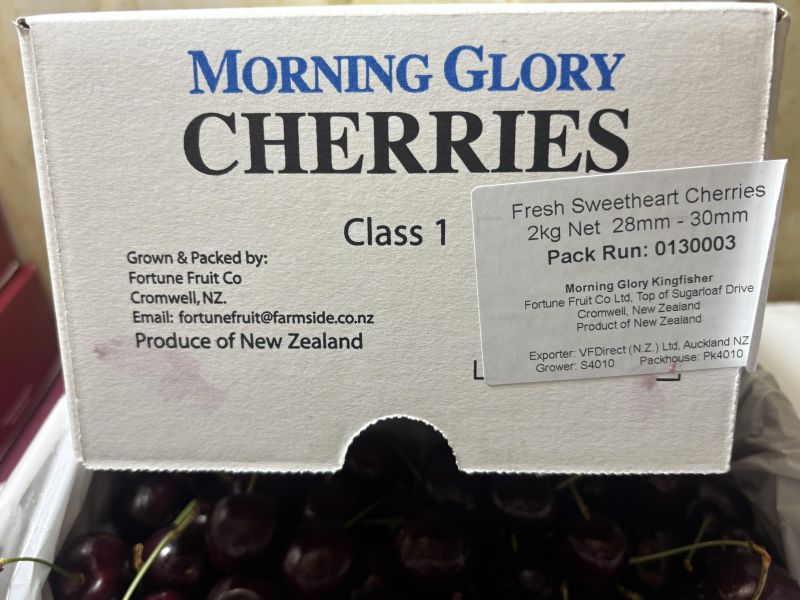 MORNING GLORY
CHERRIES
Class 1
Grown & Packed by:
Fortune Fruit Co
Cromwell, NZ.
Email: fortunefruit@farmside.co.nz
Produce of New Zealand
Fresh Sweetheart Cherries
2kg Net 28mm - 30mm
Pack Run: 0130003
Morning Glory Kingfisher
Fortune Fruit Co Ltd, Top of Sugarloaf Drive
Cromwell, New Zealand
Product of New Zealand
Exporter: VFDirect (N.Z.) Ltd, Auckland NZ
Grower: S4010 Packhouse: Pk4010